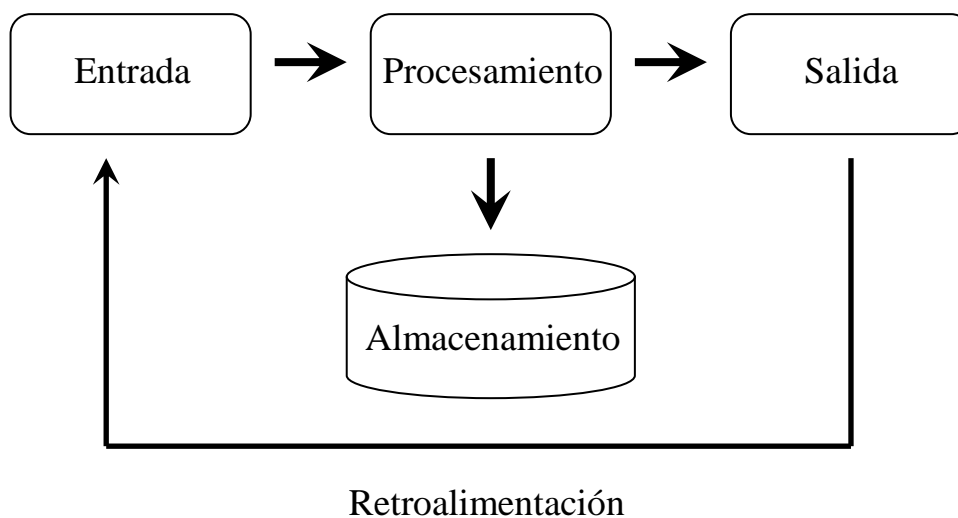 Entrada
Procesamiento
Salida
Almacenamiento
Retroalimentación